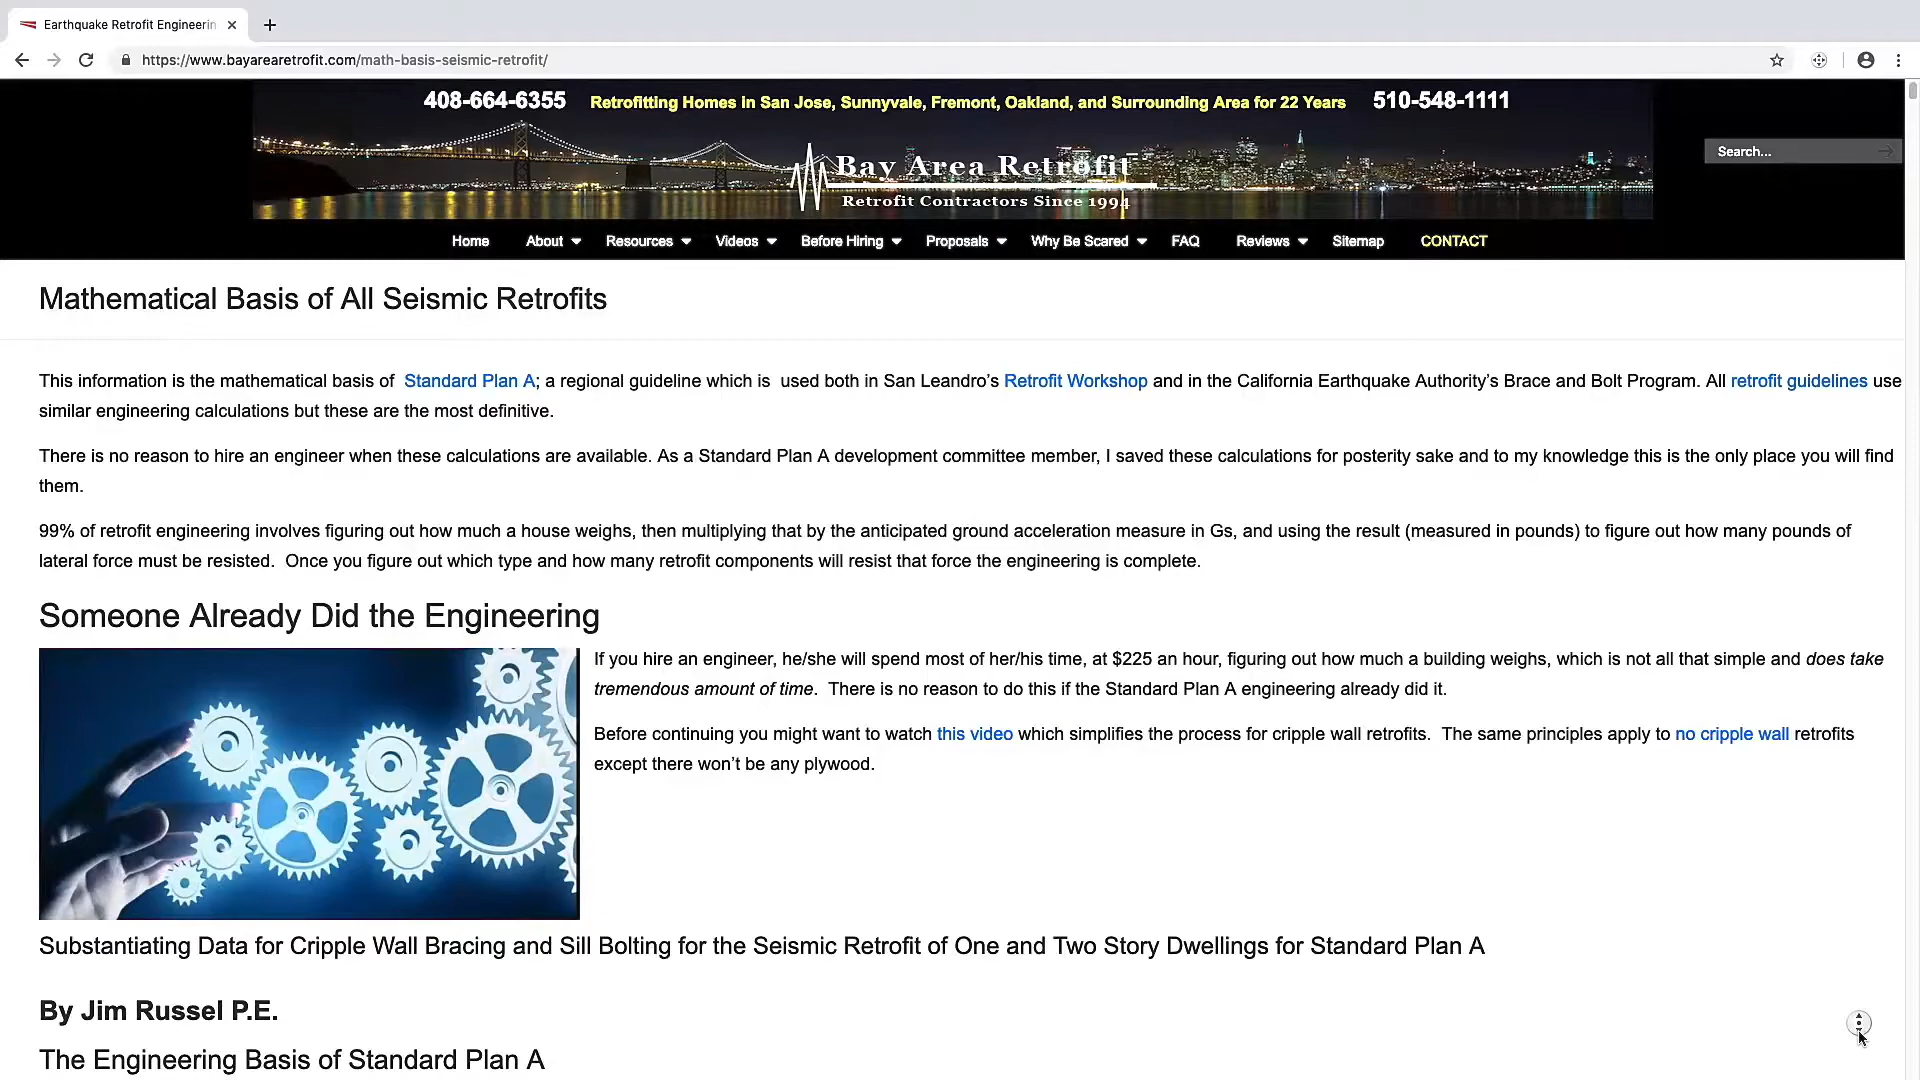 Earthquake Retrofit Engineerin
https://www.bayarearetrofit.com/math-basis-seismic-retrofit/
408-664-6355 Retrofitting Homes in San Jose, Sunnyvale, Fremont, Oakland, and Surrounding Area for 22 Years 510-548-1111
Search...
Bay Area Retrofit
Retrofit Contractors Since 1994
Home About Resources Videos Before Hiring Proposals Why Be Scared FAQ Reviews Sitemap CONTACT
Mathematical Basis of All Seismic Retrofits
This information is the mathematical basis of Standard Plan A; a regional guideline which is used both in San Leandro’s Retrofit Workshop and in the California Earthquake Authority’s Brace and Bolt Program. All retrofit guidelines use
similar engineering calculations but these are the most definitive.
There is no reason to hire an engineer when these calculations are available. As a Standard Plan A development committee member, I saved these calculations for posterity sake and to my knowledge this is the only place you will find
them.
99% of retrofit engineering involves figuring out how much a house weighs, then multiplying that by the anticipated ground acceleration measure in Gs, and using the result (measured in pounds) to figure out how many pounds of
lateral force must be resisted. Once you figure out which type and how many retrofit components will resist that force the engineering is complete.
Someone Already Did the Engineering
If you hire an engineer, he/she will spend most of her/his time, at $225 an hour, figuring out how much a building weighs, which is not all that simple and does take
tremendous amount of time. There is no reason to do this if the Standard Plan A engineering already did it.
Before continuing you might want to watch this video which simplifies the process for cripple wall retrofits. The same principles apply to no cripple wall retrofits
except there won’t be any plywood.
Substantiating Data for Cripple Wall Bracing and Sill Bolting for the Seismic Retrofit of One and Two Story Dwellings for Standard Plan A
By Jim Russel P.E.
The Engineering Basis of Standard Plan A